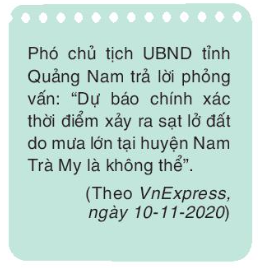 Phó chủ tịch UBND tỉnh
Quảng Nam trả lời phỏng
vấn: “Dự báo chính xác
thời điểm xảy ra sạt lở đất
do mưa lớn tại huyện Nam
Trà My là không thể”.
(Theo VnExpress,
ngày 10-11-2020)